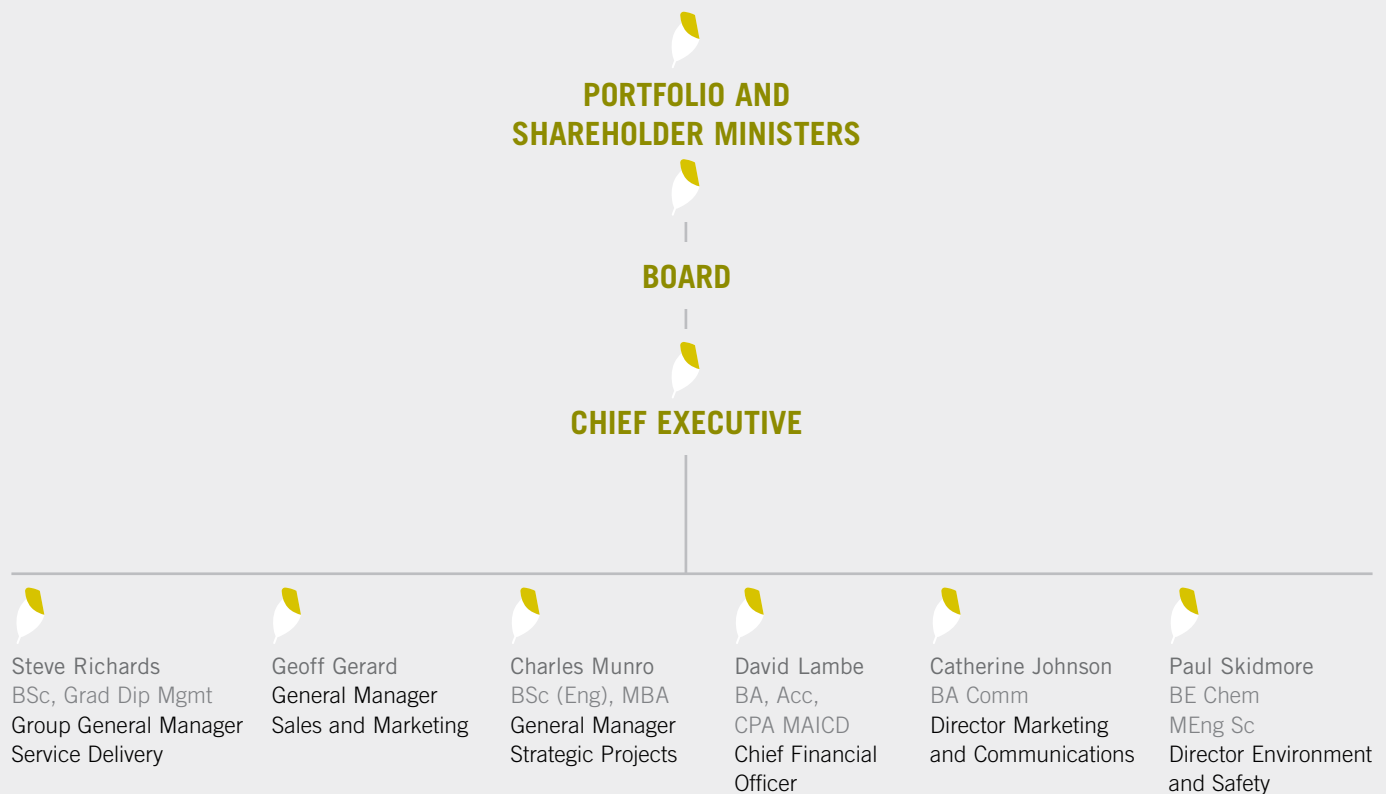 PORTFOLIO AND
SHAREHOLDER MINISTERS
BOARD
CHIEF EXECUTIVE
Steve Richards
BSc, Grad Dip Mgmt
Group General Manager
Service Delivery
Geoff Gerard
General Manager
Sales and Marketing
Charles Munro
BSc (Eng), MBA
General Manager
Strategic Projects
David Lambe
BA, Acc,
CPA MAICD
Chief Financial
Officer
Catherine Johnson
BA Comm
Director Marketing
and Communications
Paul Skidmore
BE Chem
MEng Sc
Director Environment
and Safety